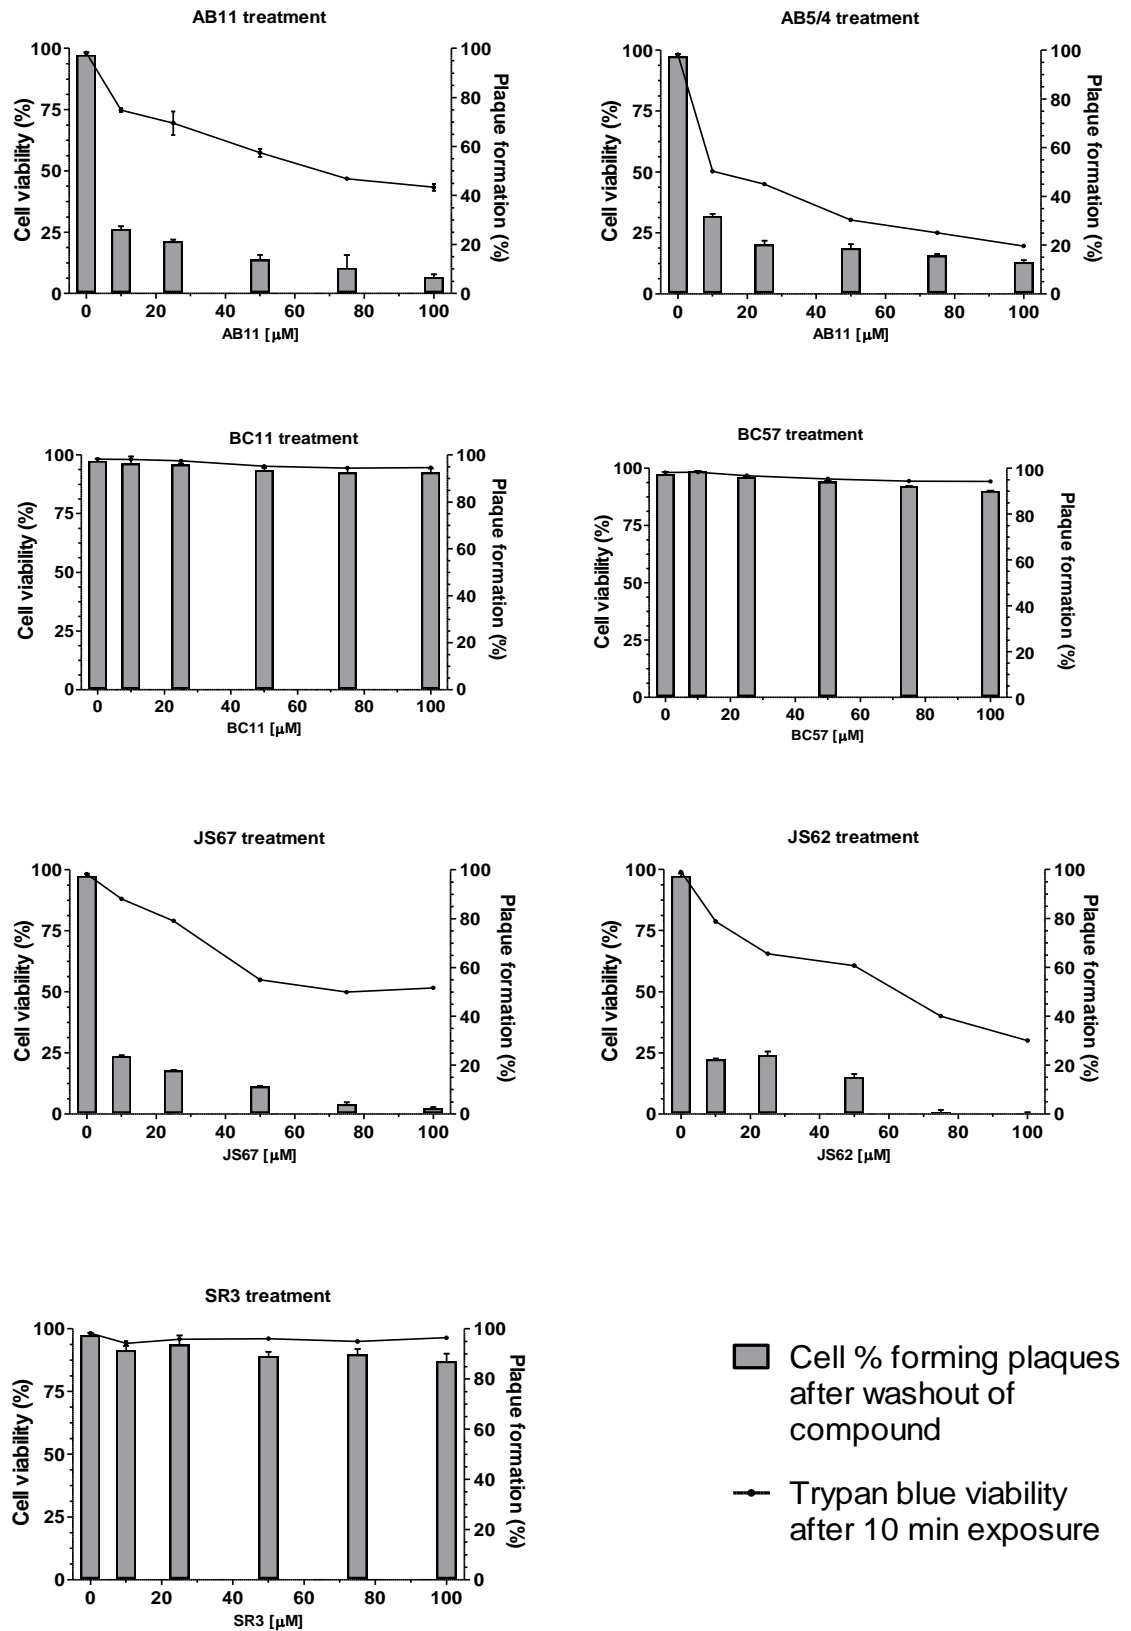 AB11 treatment
100
75
50
25
0
Cell viability (%)
100
80
60
40
20
0
Plaque formation (%)
0 20 40 60 80 100
AB11 [µM]
AB5/4 treatment
100
75
50
25
0
Cell viability (%)
100
80
60
40
20
0
Plaque formation (%)
0 20 40 60 80 100
AB11 [µM]
BC11 treatment
100
75
50
25
0
Cell viability (%)
100
80
60
40
20
0
Plaque formation (%)
0 20 40 60 80 100
BC11 [µM]
BC57 treatment
100
75
50
25
0
Cell viability (%)
100
80
60
40
20
0
Plaque formation (%)
0 20 40 60 80 100
BC57 [µM]
JS67 treatment
100
75
50
25
0
Cell viability (%)
100
80
60
40
20
0
Plaque formation (%)
0 20 40 60 80 100
JS67 [µM]
JS62 treatment
100
75
50
25
0
Cell viability (%)
100
80
60
40
20
0
Plaque formation (%)
0 20 40 60 80 100
JS62 [µM]
SR3 treatment
100
75
50
25
0
Cell viability (%)
100
80
60
40
20
0
Plaque formation (%)
0 20 40 60 80 100
SR3 [µM]
Cell % forming plaques
after washout of
compound
Trypan blue viability
after 10 min exposure